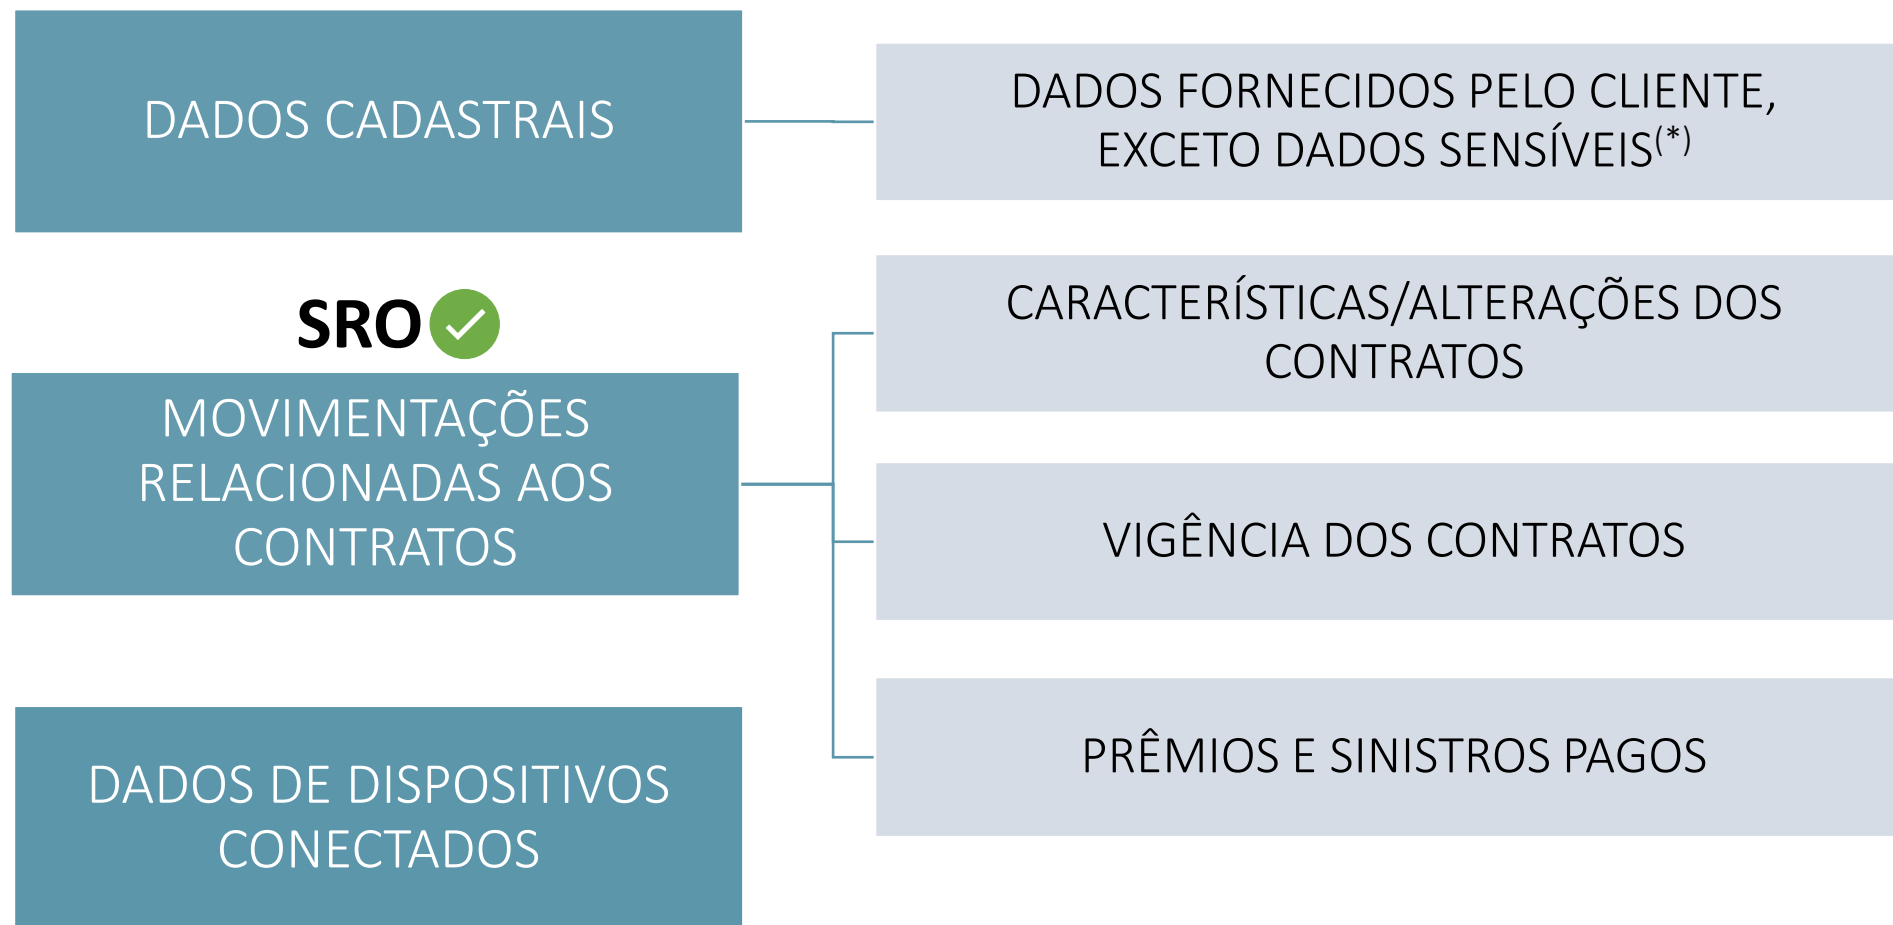 DADOS CADASTRAIS
DADOS FORNECIDOS PELO CLIENTE,
EXCETO DADOS SENSÍVEIS(*)
SRO
MOVIMENTAÇÕES
RELACIONADAS AOS
CONTRATOS
CARACTERÍSTICAS/ALTERAÇÕES DOS
CONTRATOS
VIGÊNCIA DOS CONTRATOS
PRÊMIOS E SINISTROS PAGOS
DADOS DE DISPOSITIVOS
CONECTADOS